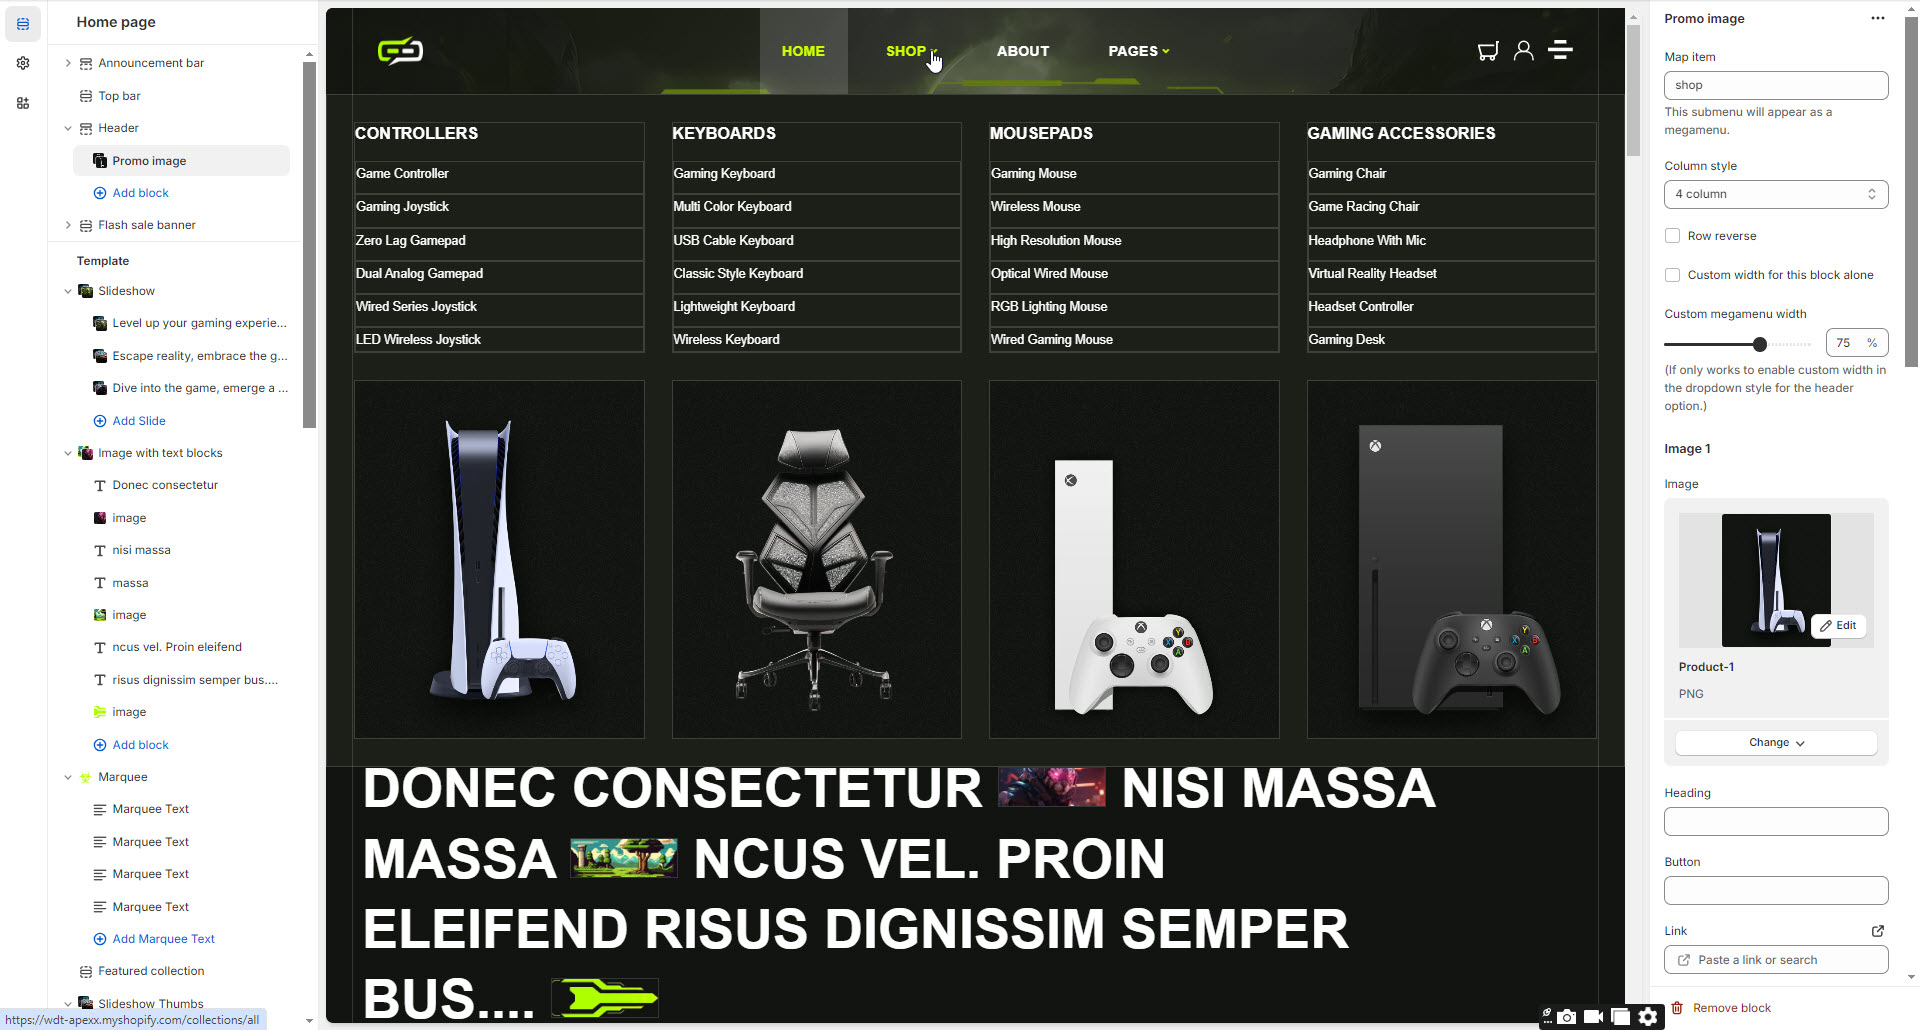 Home page
Announcement bar
Top bar
Header
Promo image
Add block
Flash sale banner
Template
Slideshow
Level up your gaming experie...
Escape reality, embrace the g...
Dive into the game, emerge a ...
Add Slide
Image with text blocks
Donec consectetur
image
nisi massa
massa
image
ncus vel. Proin eleifend
risus dignissim semper bus....
image
Add block
Marquee
Marquee Text
Marquee Text
Marquee Text
Marquee Text
Add Marquee Text
Featured collection
Slideshow Thumbs
https://wdt-apexx.myshopify.com/collections/all
HOME SHOP ABOUT PAGES
CONTROLLERS
Game Controller
Gaming Joystick
Zero Lag Gamepad
Dual Analog Gamepad
Wired Series Joystick
LED Wireless Joystick
KEYBOARDS
Gaming Keyboard
Multi Color Keyboard
USB Cable Keyboard
Classic Style Keyboard
Lightweight Keyboard
Wireless Keyboard
MOUSEPADS
Gaming Mouse
Wireless Mouse
High Resolution Mouse
Optical Wired Mouse
RGB Lighting Mouse
Wired Gaming Mouse
GAMING ACCESSORIES
Gaming Chair
Game Racing Chair
Headphone With Mic
Virtual Reality Headset
Headset Controller
Gaming Desk
Y
X B
A
Y
X B
A
DONEC CONSECTETUR NISI MASSA
MASSA NCUS VEL. PROIN
ELEIFEND RISUS DIGNISSIM SEMPER
BUS....
Promo image
Map item
shop
This submenu will appear as a
megamenu.
Column style
4 column
Row reverse
Custom width for this block alone
Custom megamenu width
75 %
(If only works to enable custom width in
the dropdown style for the header
option.)
Image 1
Image
Edit
Product-1
PNG
Change
Heading
Button
Link
Paste a link or search
Remove block